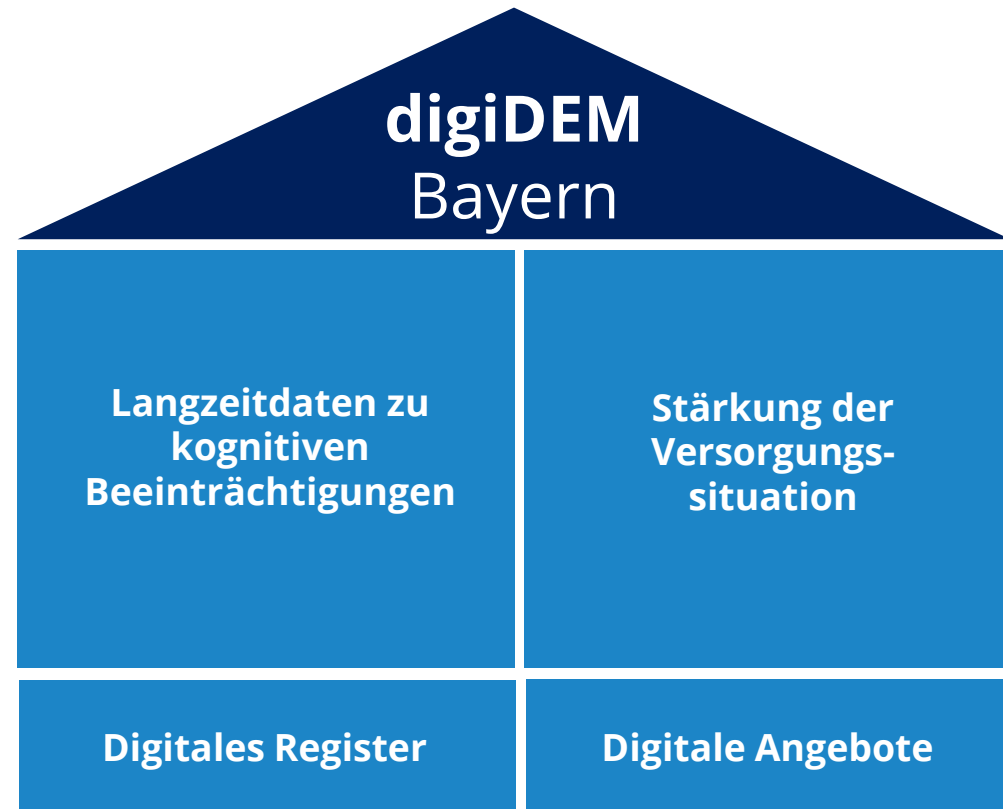 digiDEM
Bayern
Langzeitdaten zu
kognitiven
Beeinträchtigungen
Stärkung der
Versorgungs-
situation
Digitales Register
Digitale Angebote